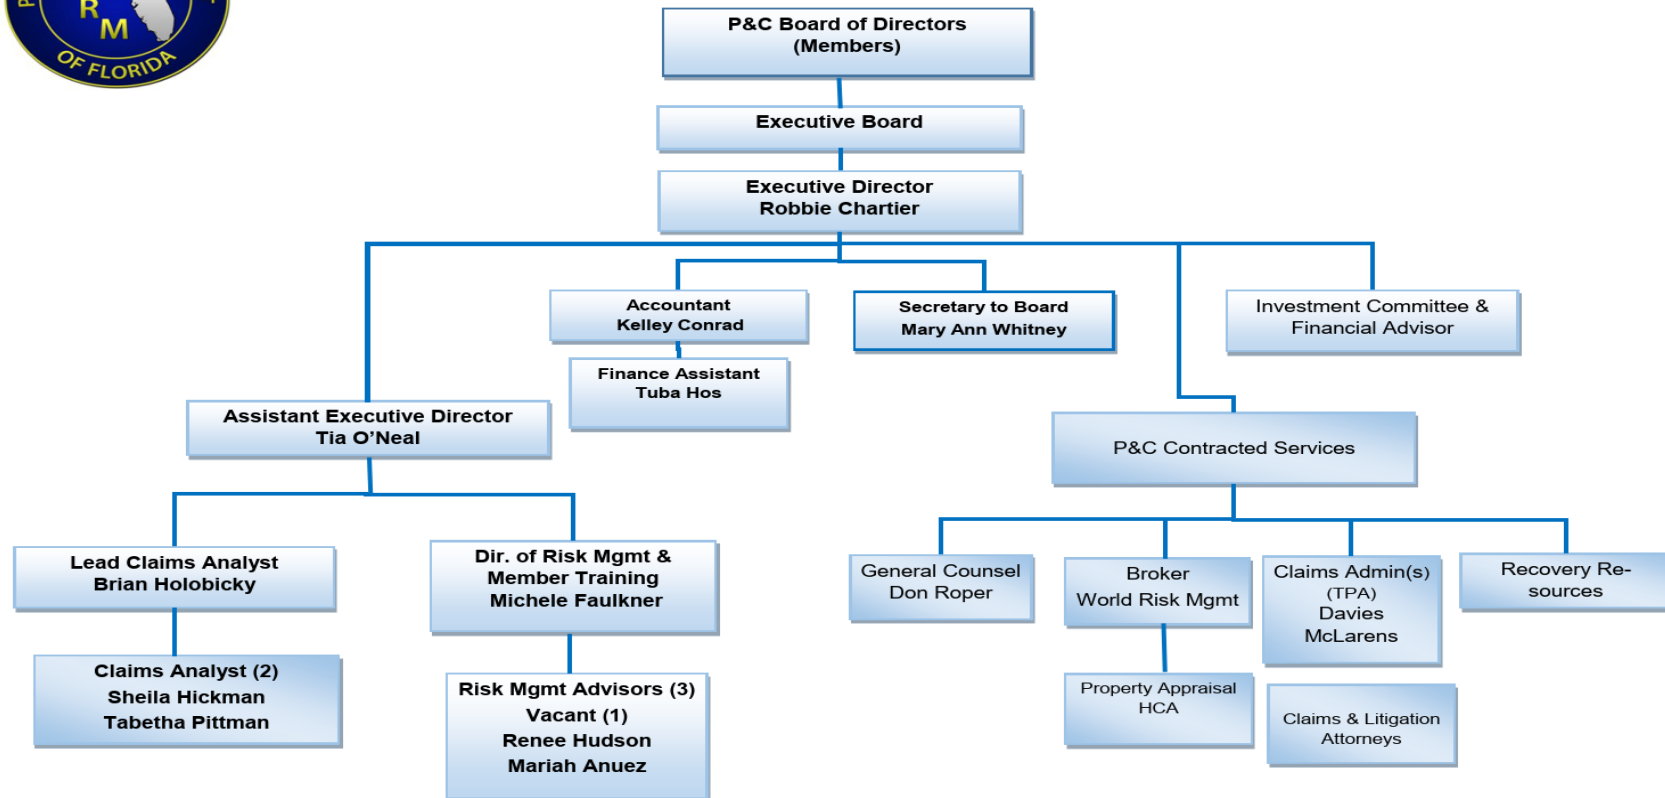 R
M
OF FLORIDA
P&C Board of Directors
(Members)
Executive Board
Executive Director
Robbie Chartier
Accountant
Kelley Conrad
Secretary to Board
Mary Ann Whitney
Investment Committee &
Financial Advisor
Finance Assistant
Tuba Hos
Assistant Executive Director
Tia O’Neal
P&C Contracted Services
Lead Claims Analyst
Brian Holobicky
Dir. of Risk Mgmt &
Member Training
Michele Faulkner
General Counsel
Don Roper
Broker
World Risk Mgmt
Claims Admin(s)
(TPA)
Davies
McLarens
Recovery Re-
sources
Claims Analyst (2)
Sheila Hickman
Tabetha Pittman
Risk Mgmt Advisors (3)
Vacant (1)
Renee Hudson
Mariah Anuez
Property Appraisal
HCA
Claims & Litigation
Attorneys